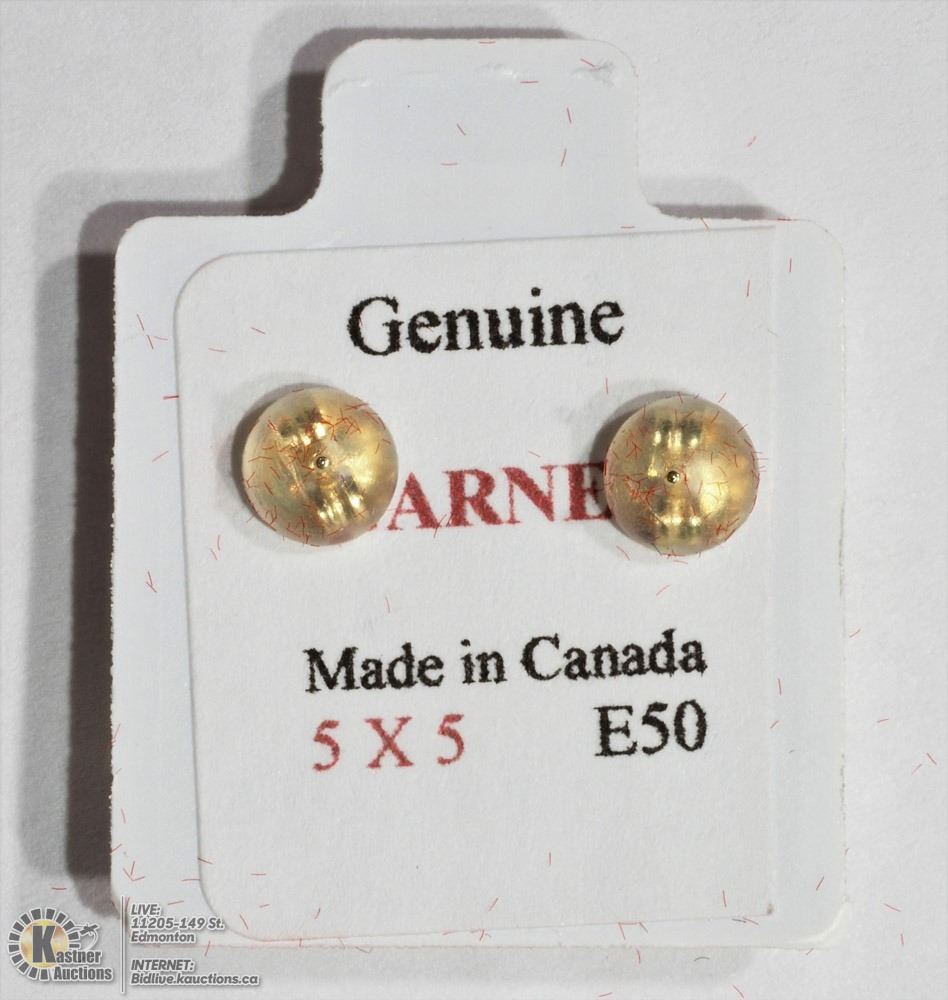 Genuine
ARNE
Made in Canada
5 X 5 E50
Kastner
Auctions
LIVE:
11205-149 St.
Edmonton
INTERNET:
Bidlive.kauctions.ca